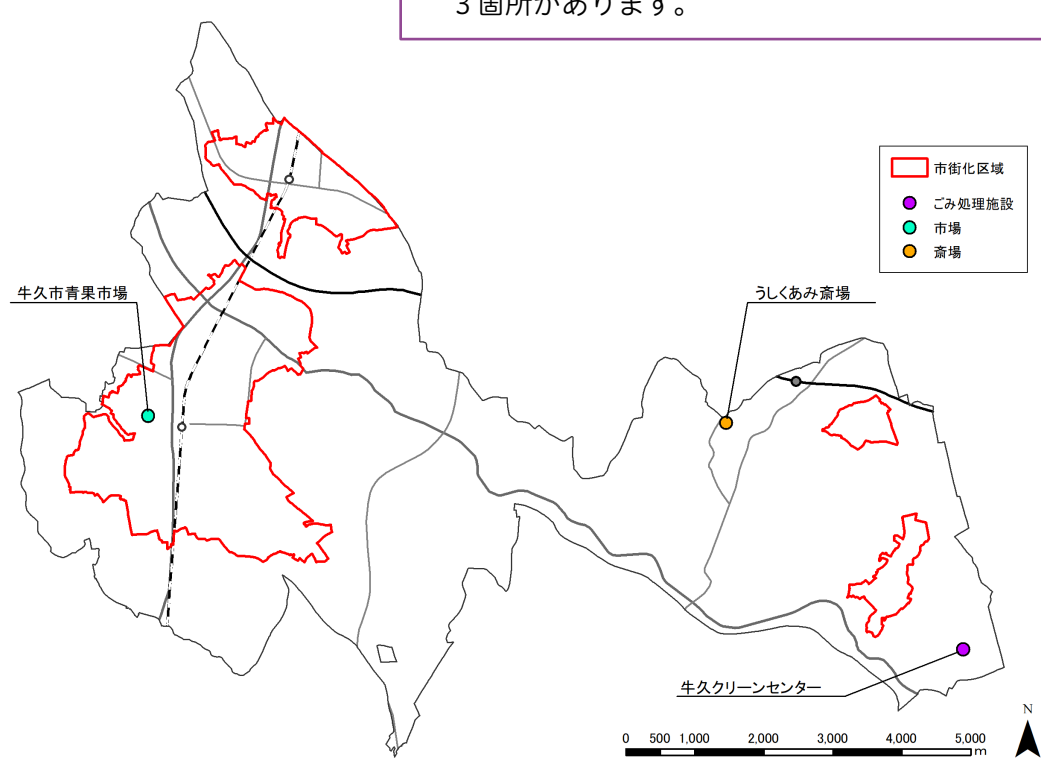 ３箇所があります。
市街化区域
ごみ処理施設
市場
斎場
牛久市青果市場
うしくあみ斎場
牛久クリーンセンター
N
0 500 1,000 2,000 3,000 4,000 5,000
m